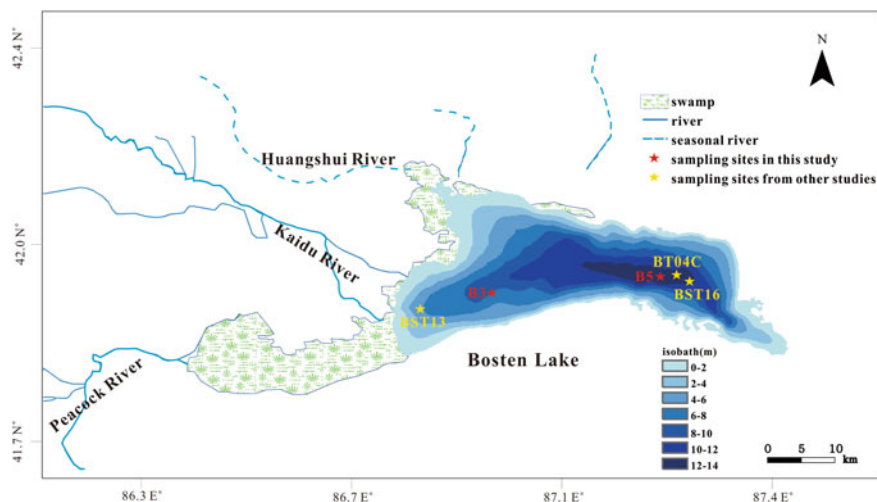 42.4 N°
42.0 N°
41.7 N°
N
swamp
river
seasonal river
sampling sites in this study
sampling sites from other studies
Huangshui River
Kaidu River
Peacock River
BT04C
B5
BST16
B3
BST13
Bosten Lake
isobath(m)
0-2
2-4
4-6
6-8
8-10
10-12
12-14
0 5 10
km
86.3 E°
86.7 E°
87.1 E°
87.4 E°